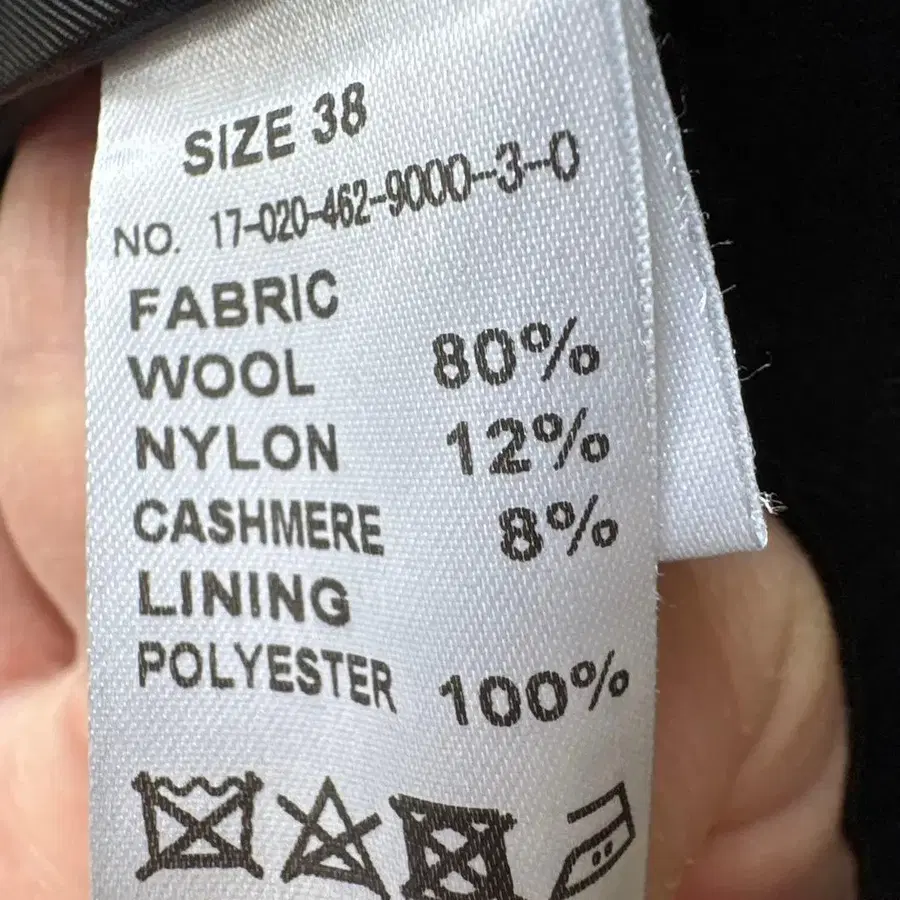 SIZE 38
NO. 17-020-462-9000--3--0
FABRIC
WOOL 80%
NYLON 12%
CASHMERE 8%
LINING
POLYESTER 100%